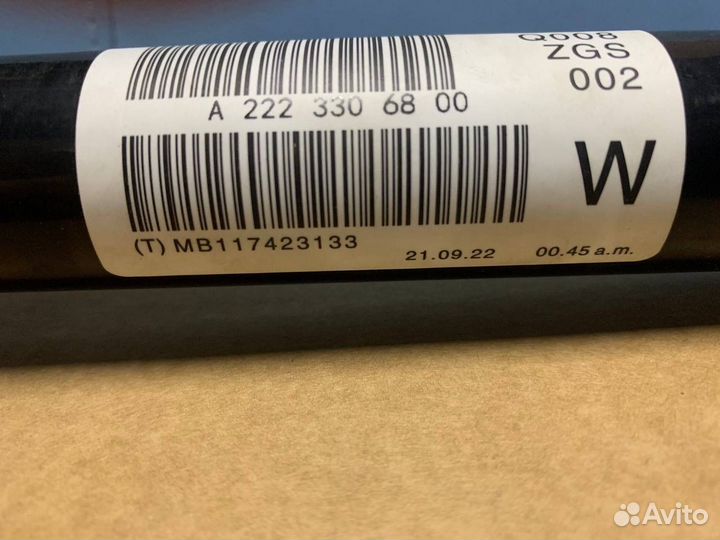 Q008
ZGS
002
A 222 330 68 00
W
(T) MB117423133
21.09.22 00.45 a.m.
Avito